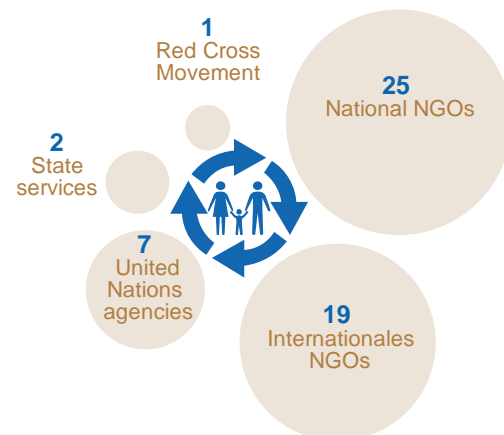 1
Red Cross
Movement
25
National NGOs
2
State
services
7
United
Nations
agencies
19
Internationales
NGOs